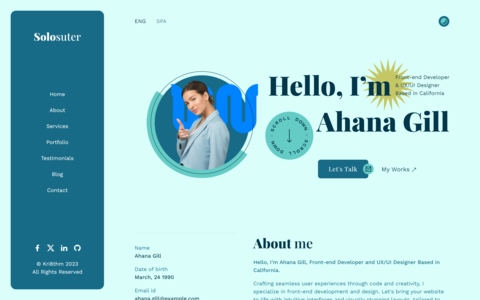 Solosuter
Home
About
Services
Portfolio
Testimonials
Blog
Contact
© Kri8thm 2023
All Rights Reserved
ENG SPA
Hello, I'm
Ahana Gill
Front-end Developer
& UX/UI Designer
Based in California
SCROLL DOWN SCROLL DOWN
Let's Talk
My Works ↗
Name
Ahana Gill
Date of birth
March, 24 1990
Email id
ahana.gill@example.com
About me
Hello, I'm Ahana Gill, Front-end Developer and UX/UI Designer Based in
California.
Crafting seamless user experiences through code and creativity, I
specialize in front-end development and design. Let's bring your website
to life with intuitive interfaces and visually stunning layouts, tailored to